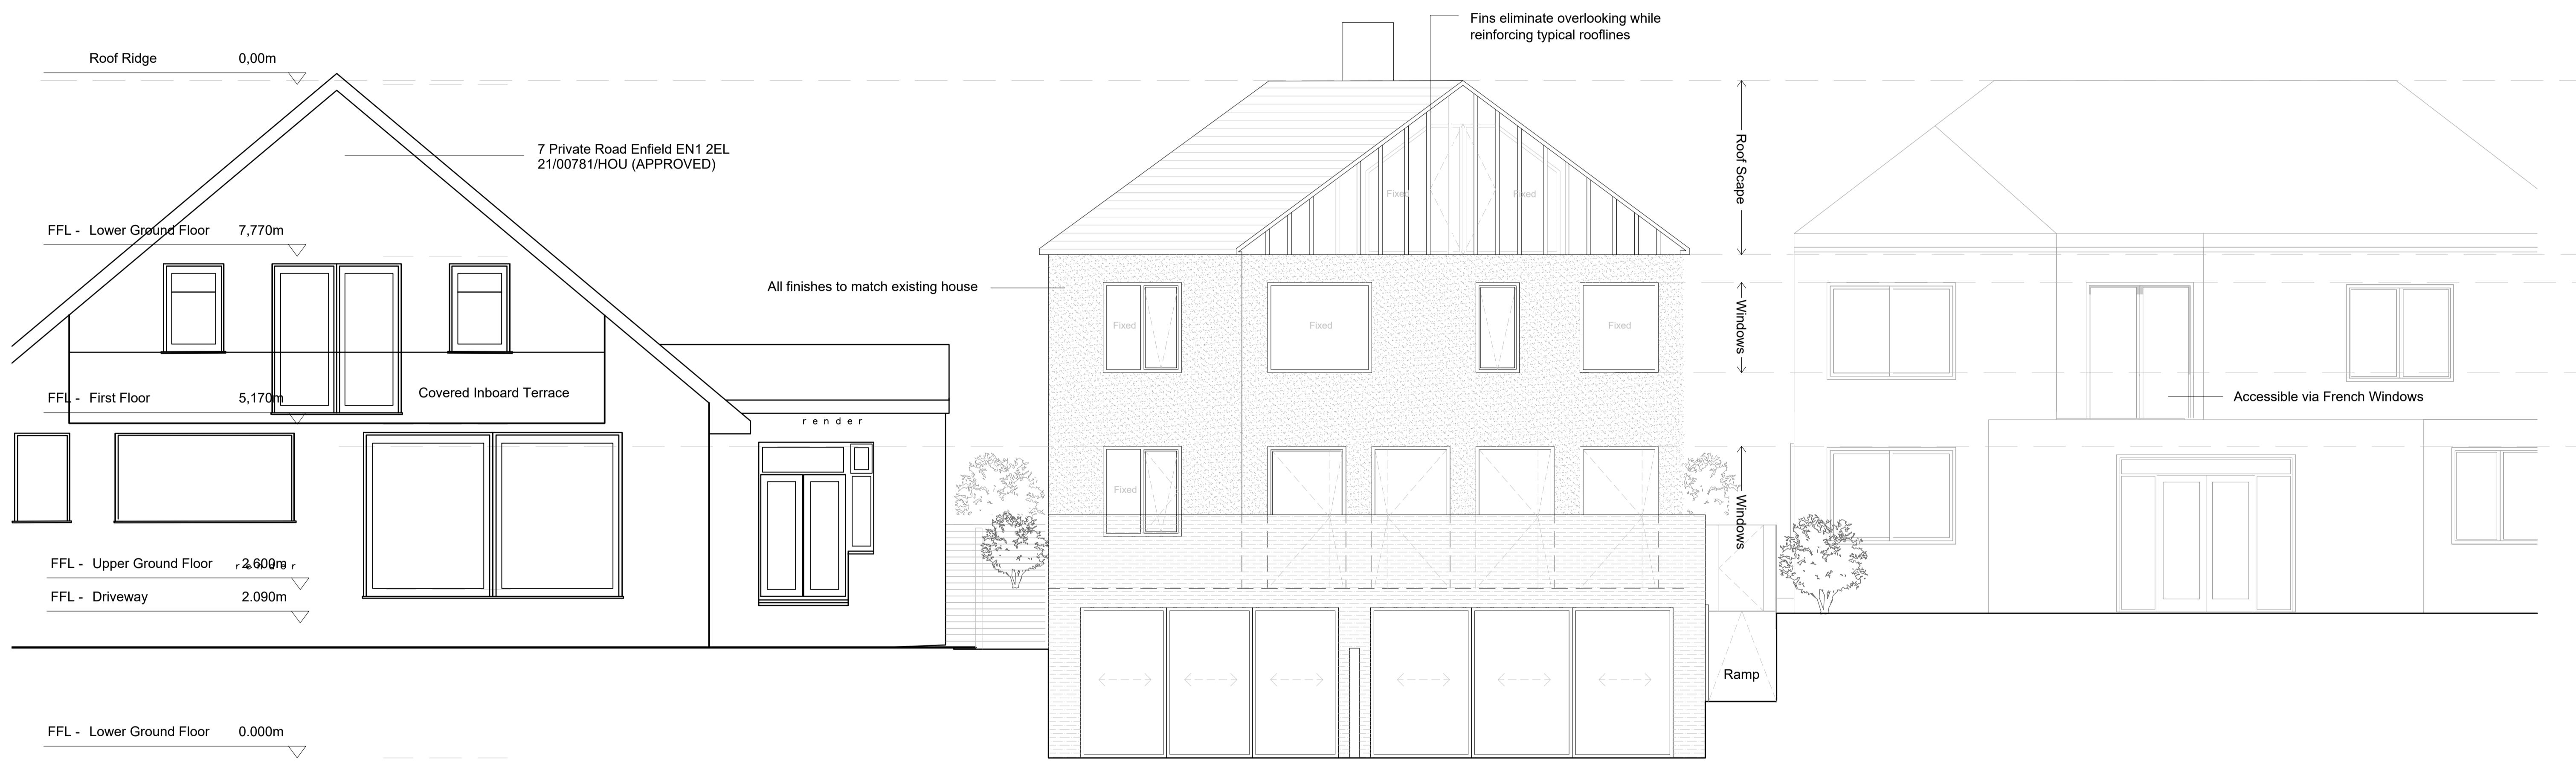 Fins eliminate overlooking while
reinforcing typical rooflines
Roof Ridge 0,00m
7 Private Road Enfield EN1 2EL
21/00781/HOU (APPROVED)
Roof Scape
Fixed
Fixed
FFL - Lower Ground Floor 7,770m
All finishes to match existing house
Windows
Fixed
Fixed
Fixed
Covered Inboard Terrace
FFL - First Floor 5,170m
Accessible via French Windows
render
Fixed
Windows
FFL - Upper Ground Floor 2.600m
render
FFL - Driveway 2.090m
Ramp
FFL - Lower Ground Floor 0.000m